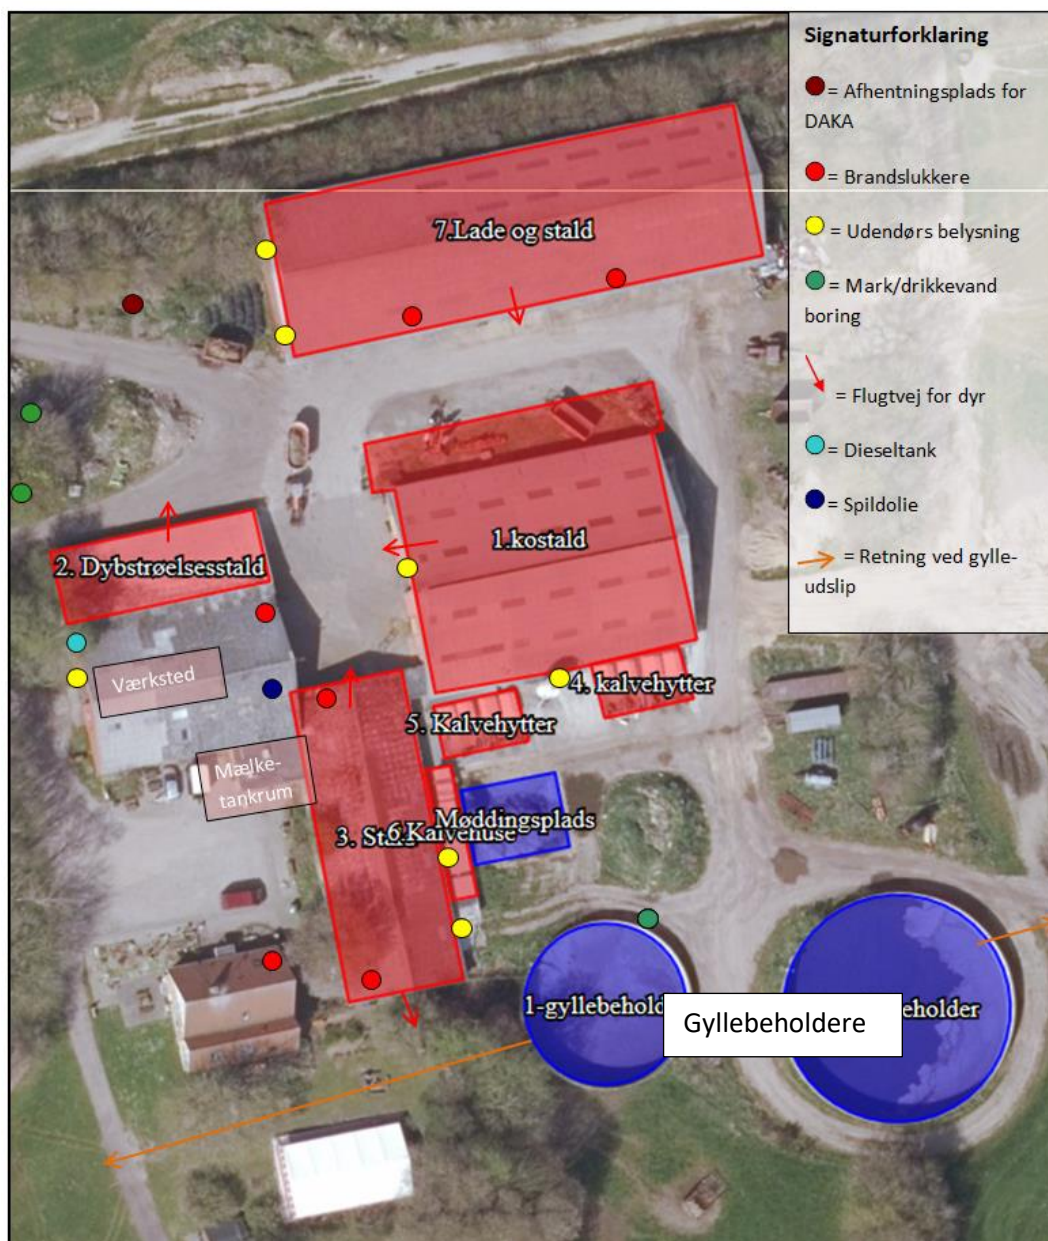 Signaturforklaring
= Afhentningsplads for
DAKA
= Brandslukkere
= Udendørs belysning
= Mark/drikkevand
boring
= Flugtvej for dyr
= Dieseltank
= Spildolie
= Retning ved gylle-
udslip
7.Lade og stald
1.kostald
2. Dybstrøelsesstald
Værksted
4. kalvehytter
5. Kalvehytter
Mælke-
tankrum
Møddingsplads
6.Kalvehuse
3.
1-gyllebehold
Gyllebeholdere
eholder